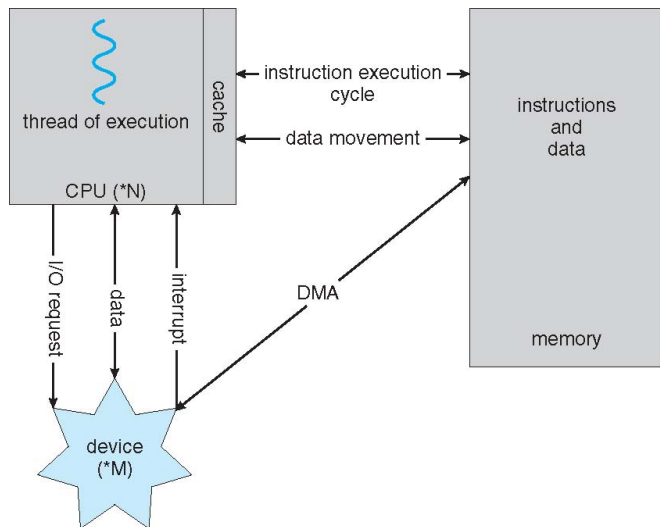 thread of execution
cache
CPU (*N)
instruction execution
cycle
data movement
instructions
and
data
memory
I/O request
data
interrupt
DMA
device
(*M)